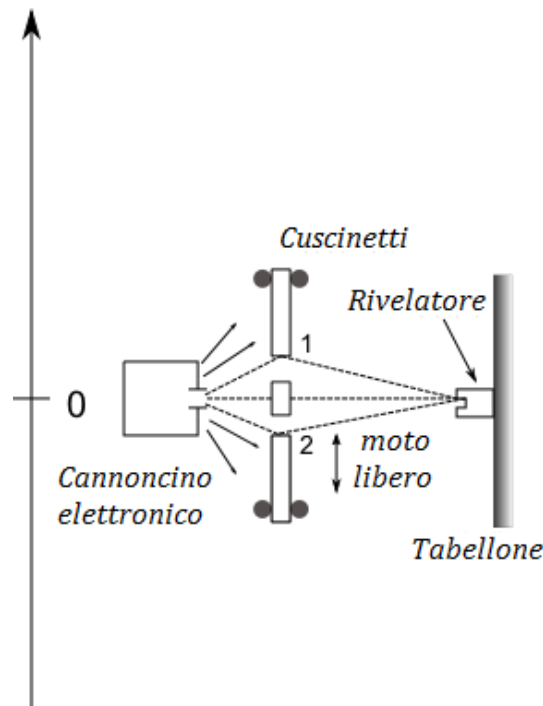 Cuscinetti
Rivelatore
1
0
2
moto
libero
Cannoncino
elettronico
Tabellone